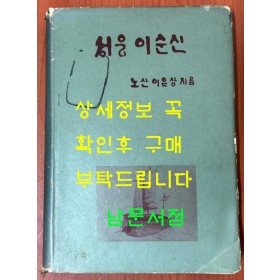 성웅 이순신
노산 이은상 지음
상세정보 꼭
확인후 구매
부탁드립니다
남문서점